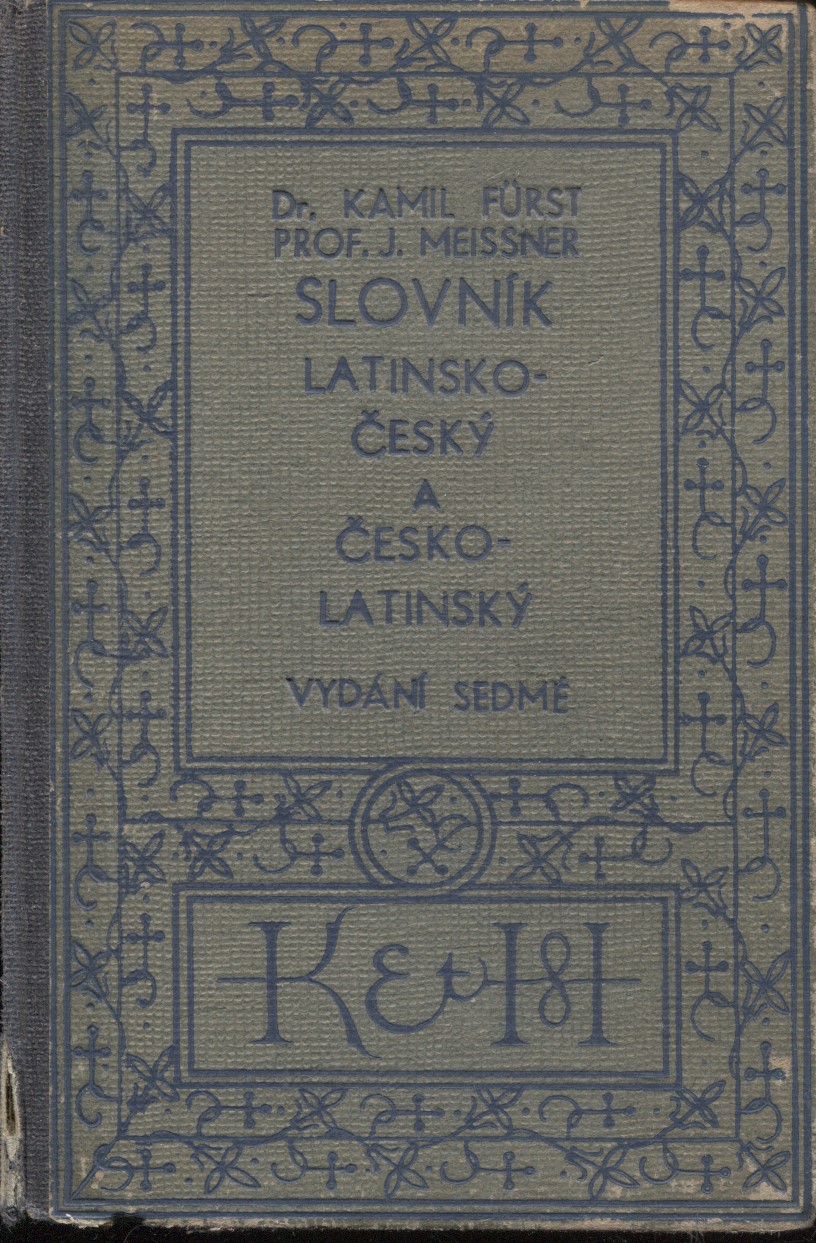 Dr. KAMIL FÜRST
PROF. J. MEISSNER
SLOVNÍK
LATINSKO-
ČESKÝ
A
ČESKO-
LATINSKÝ
VYDÁNÍ SEDMÉ
K & H